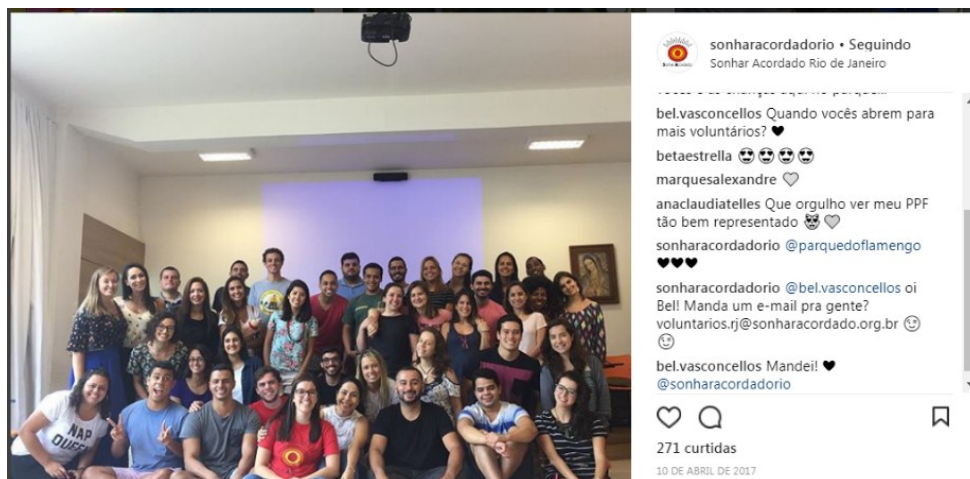 sonharacordadorio • Seguindo
Sonhar Acordado Rio de Janeiro
bel.vasconcellos Quando vocês abrem para
mais voluntários? ♥
betaestrella 😍 😍 😍 😍
marquesalexandre 💛
anaclaudiatelles Que orgulho ver meu PPF
tão bem representado 😻 💛
sonharacordadorio @parquedoflamengo
♥♥♥
sonharacordadorio @bel.vasconcellos oi
Bel! Manda um e-mail pra gente?
voluntarios.rj@sonharacordado.org.br 😉
😉
bel.vasconcellos Mandei! ♥
@sonharacordadorio
271 curtidas
10 DE ABRIL DE 2017
NAP
QUEEN